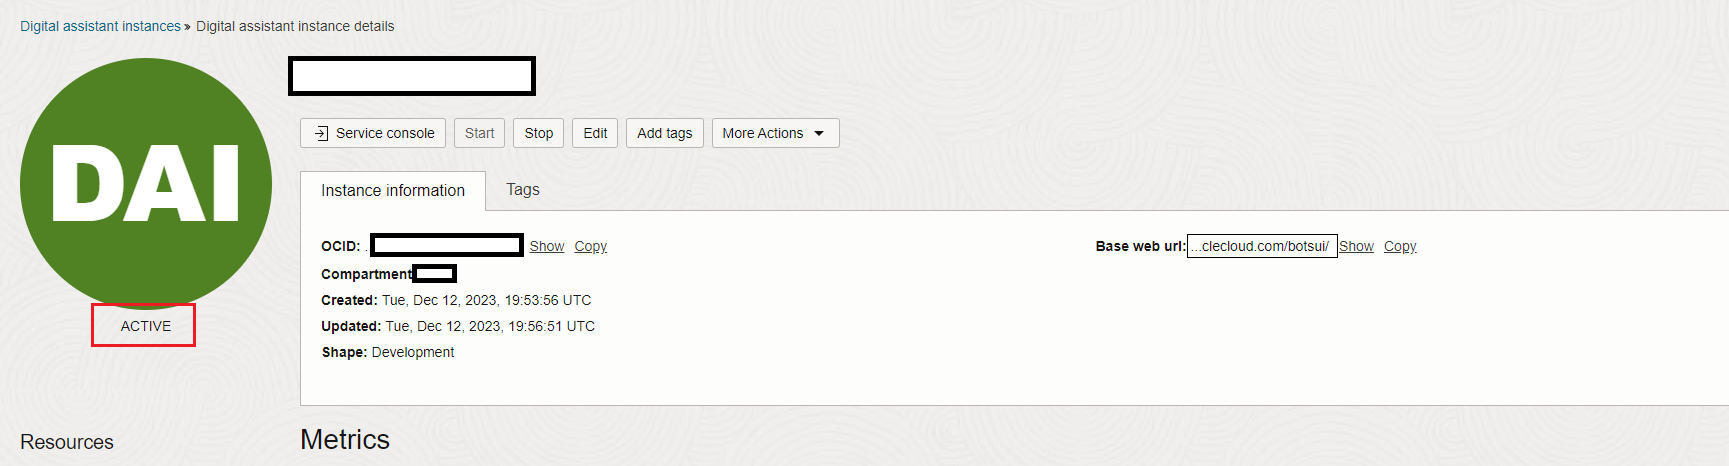 Digital assistant instances » Digital assistant instance details
DAI
ACTIVE
Service console Start Stop Edit Add tags More Actions
Instance information Tags
OCID: . Show Copy
Base web url: ...clecloud.com/botsui/ Show Copy
Compartment
Created: Tue, Dec 12, 2023, 19:53:56 UTC
Updated: Tue, Dec 12, 2023, 19:56:51 UTC
Shape: Development
Resources
Metrics